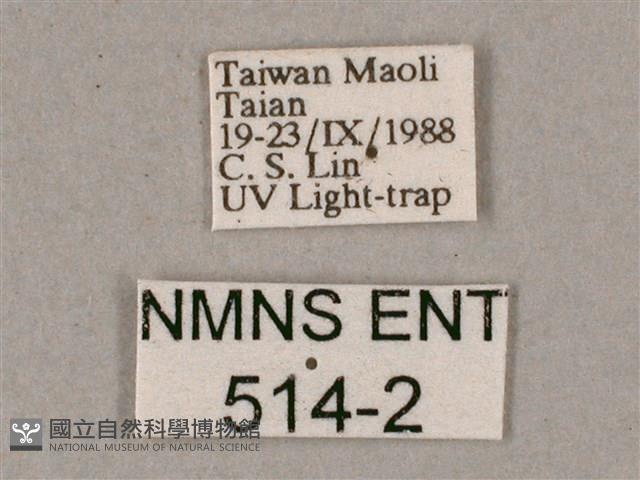 Taiwan Maoli
Taian
19-23/IX/1988
C. S. Lin
UV Light-trap
NMNS ENT
514-2
國立自然科學博物館
NATIONAL MUSEUM OF NATURAL SCIENCE